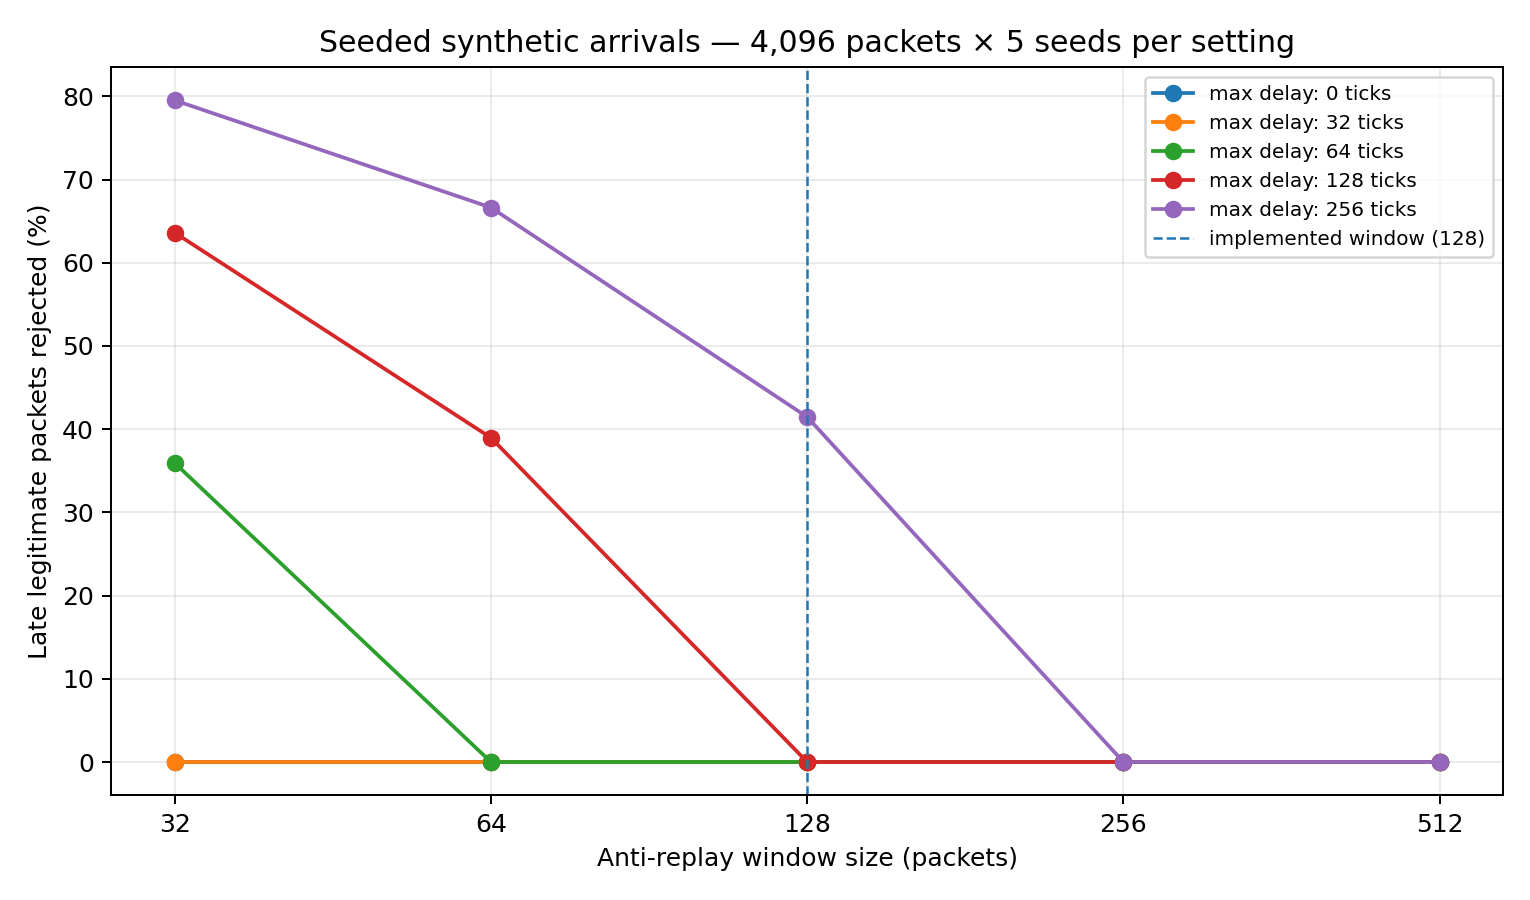 Seeded synthetic arrivals — 4,096 packets × 5 seeds per setting
Late legitimate packets rejected (%)
80
70
60
50
40
30
20
10
0
max delay: 0 ticks
max delay: 32 ticks
max delay: 64 ticks
max delay: 128 ticks
max delay: 256 ticks
implemented window (128)
32 64 128 256 512
Anti-replay window size (packets)